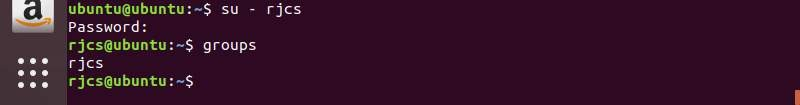 ubuntu@ubuntu:~$ su - rjcs
Password:
rjcs@ubuntu:~$ groups
rjcs
rjcs@ubuntu:~$